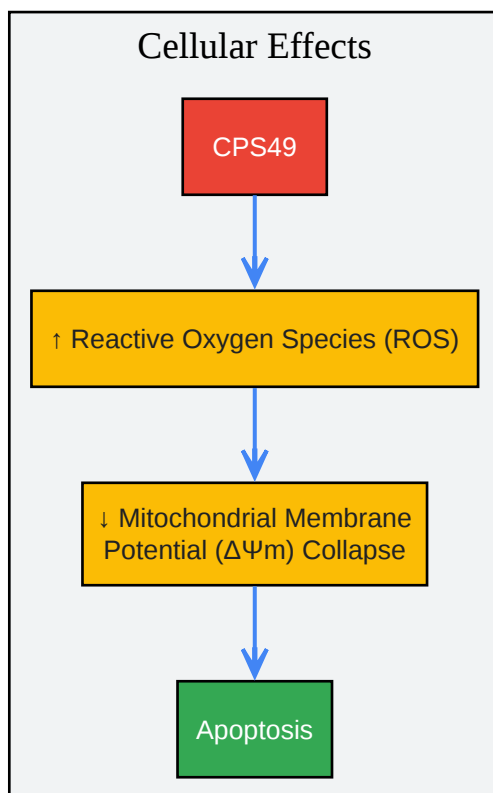 Cellular Effects
CPS49
↑ Reactive Oxygen Species (ROS)
↓ Mitochondrial Membrane
Potential (ΔΨm) Collapse
Apoptosis